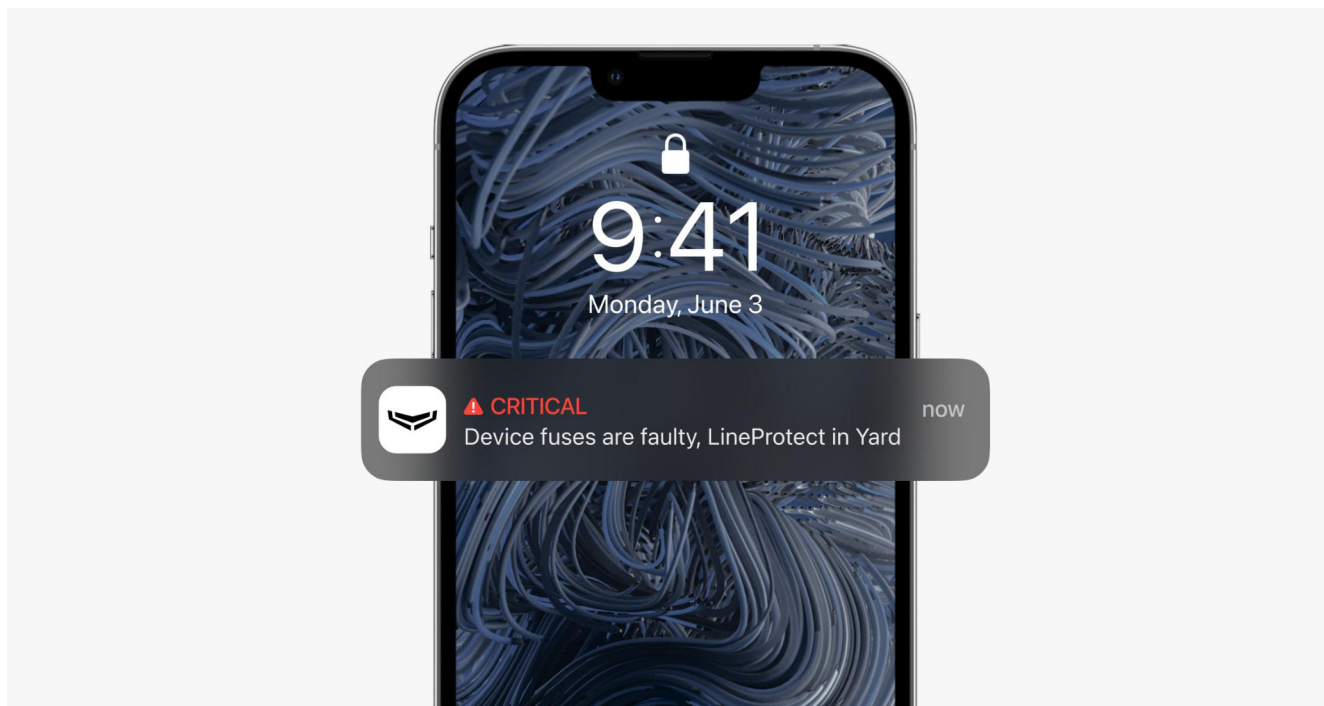 9:41
Monday, June 3
CRITICAL
now
Device fuses are faulty, LineProtect in Yard